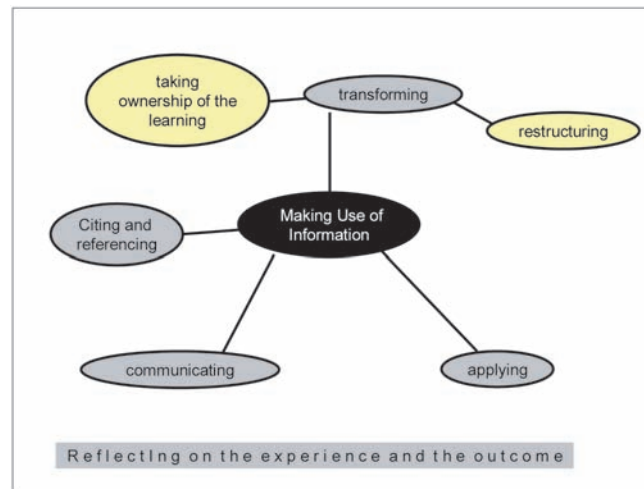 taking
ownership of the
learning
transforming
restructuring
Making Use of
Information
Citing and
referencing
communicating
applying
ReflectIng on the experience and the outcome